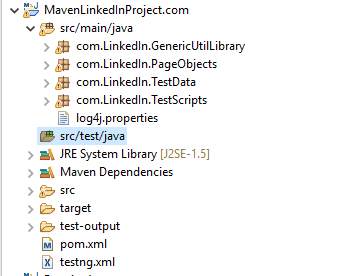 MavenLinkedInProject.com
src/main/java
com.LinkedIn.GenericUtilLibrary
com.LinkedIn.PageObjects
com.LinkedIn.TestData
com.LinkedIn.TestScripts
log4j.properties
src/test/java
JRE System Library [J2SE-1.5]
Maven Dependencies
src
target
test-output
pom.xml
testng.xml